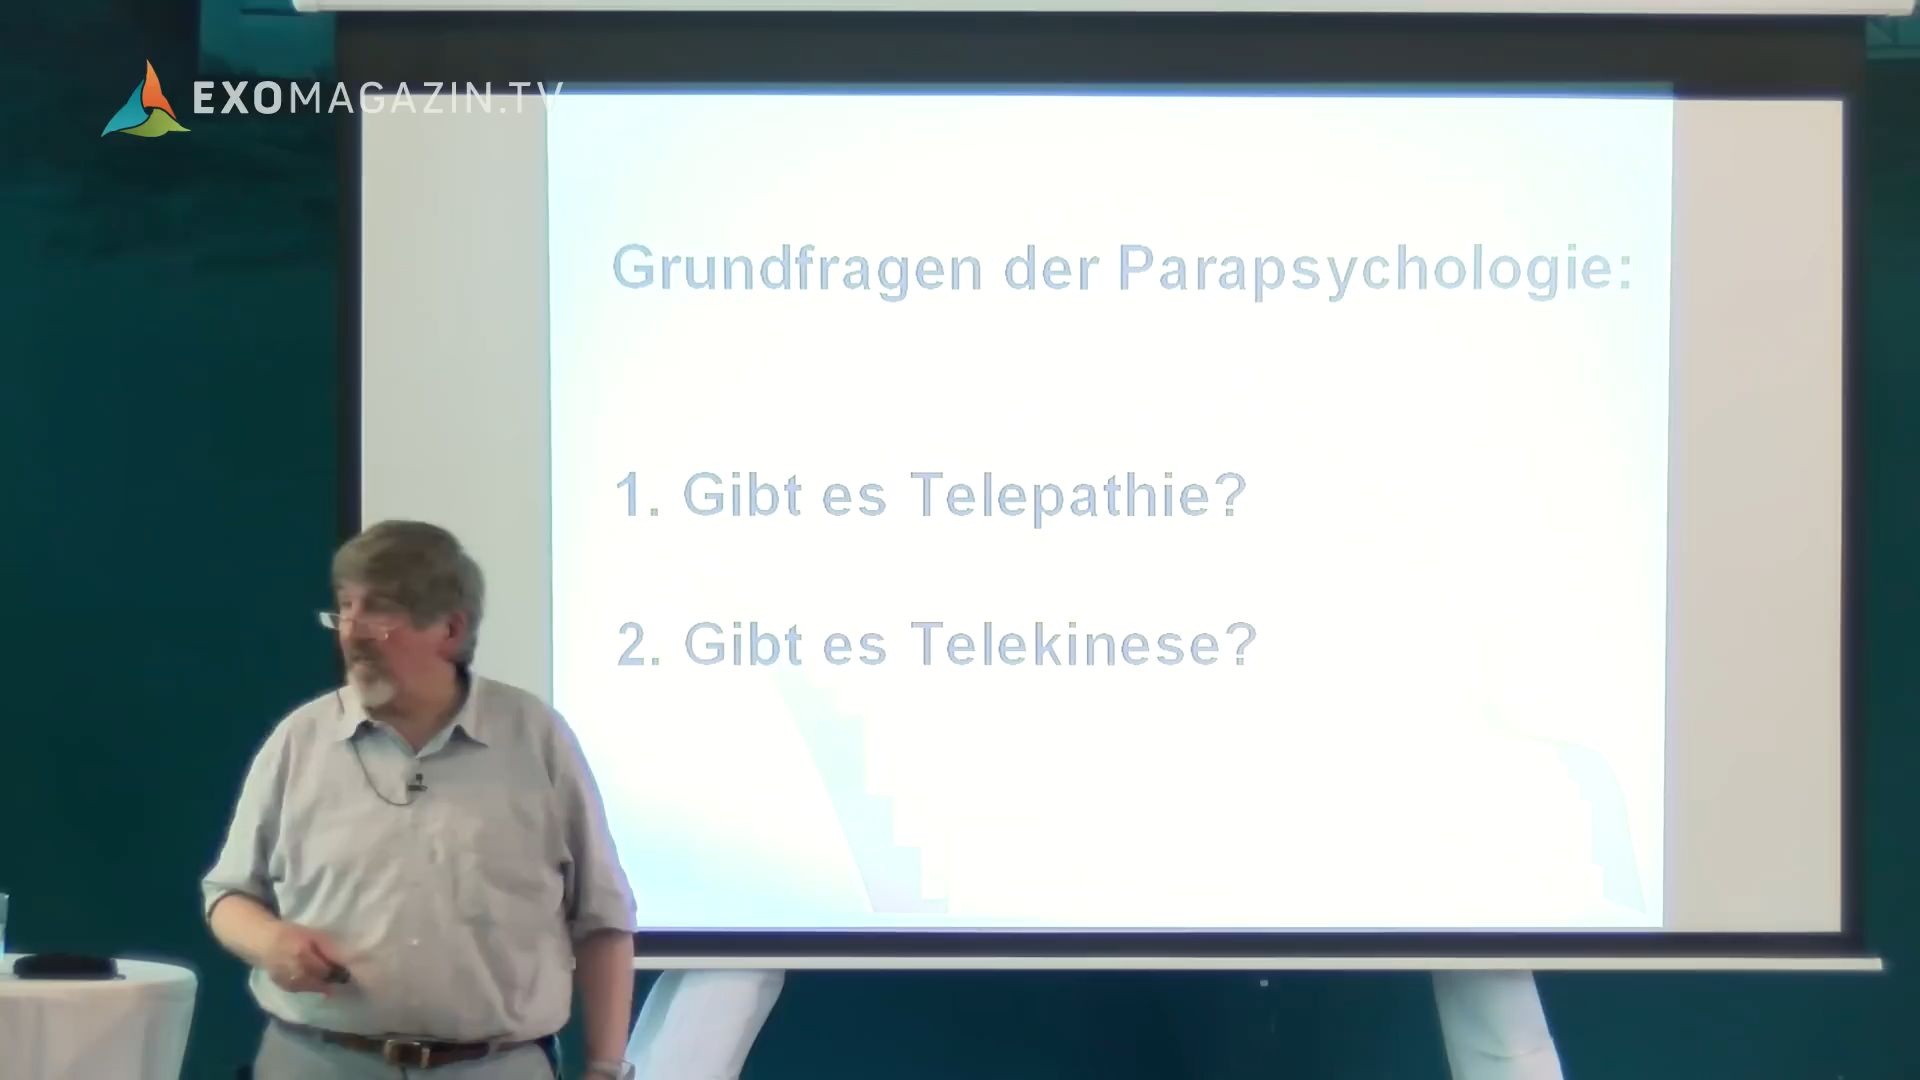 EXOMAGAZIN.TV
Grundfragen der Parapsychologie:
1. Gibt es Telepathie?
2. Gibt es Telekinese?